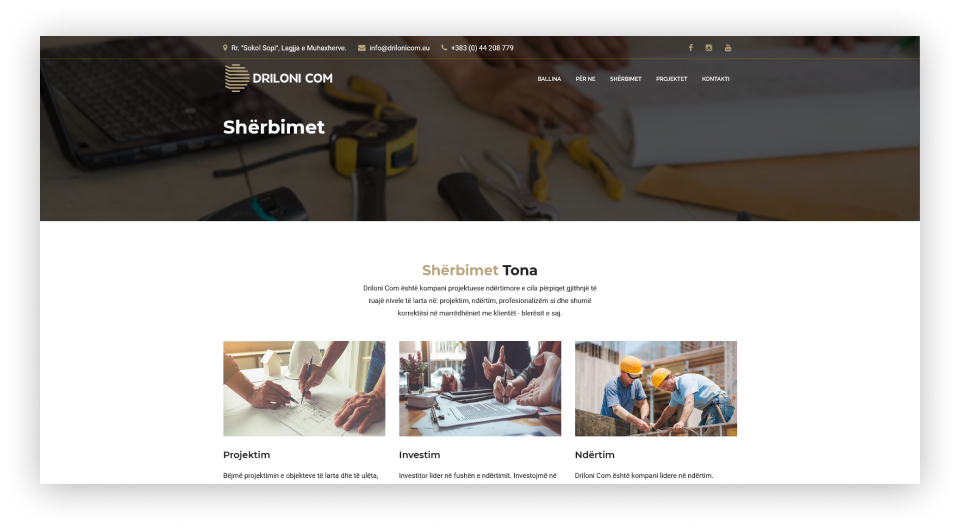 Rr. "Sokol Sopi", Lagjja e Muhaxherve. info@drilonicom.eu +383 (0) 44 208 779
DRILONI COM
BALLINA PËR NE SHËRBIMET PROJEKTET KONTAKTI
Shërbimet
Shërbimet Tona
Driloni Com është kompani projektuese ndërtimore e cila përpiqet gjithnjë të
ruajë nivele të larta në: projektim, ndërtim, profesionalizëm si dhe shumë
korrektësi në marrëdhëniet me klientët - blerësit e saj.
Projektim
Bëjmë projektimin e objekteve të larta dhe të ulëta,
Investim
Investitor lider në fushën e ndërtimit. Investojmë në
Ndërtim
Driloni Com është kompani lidere në ndërtim.